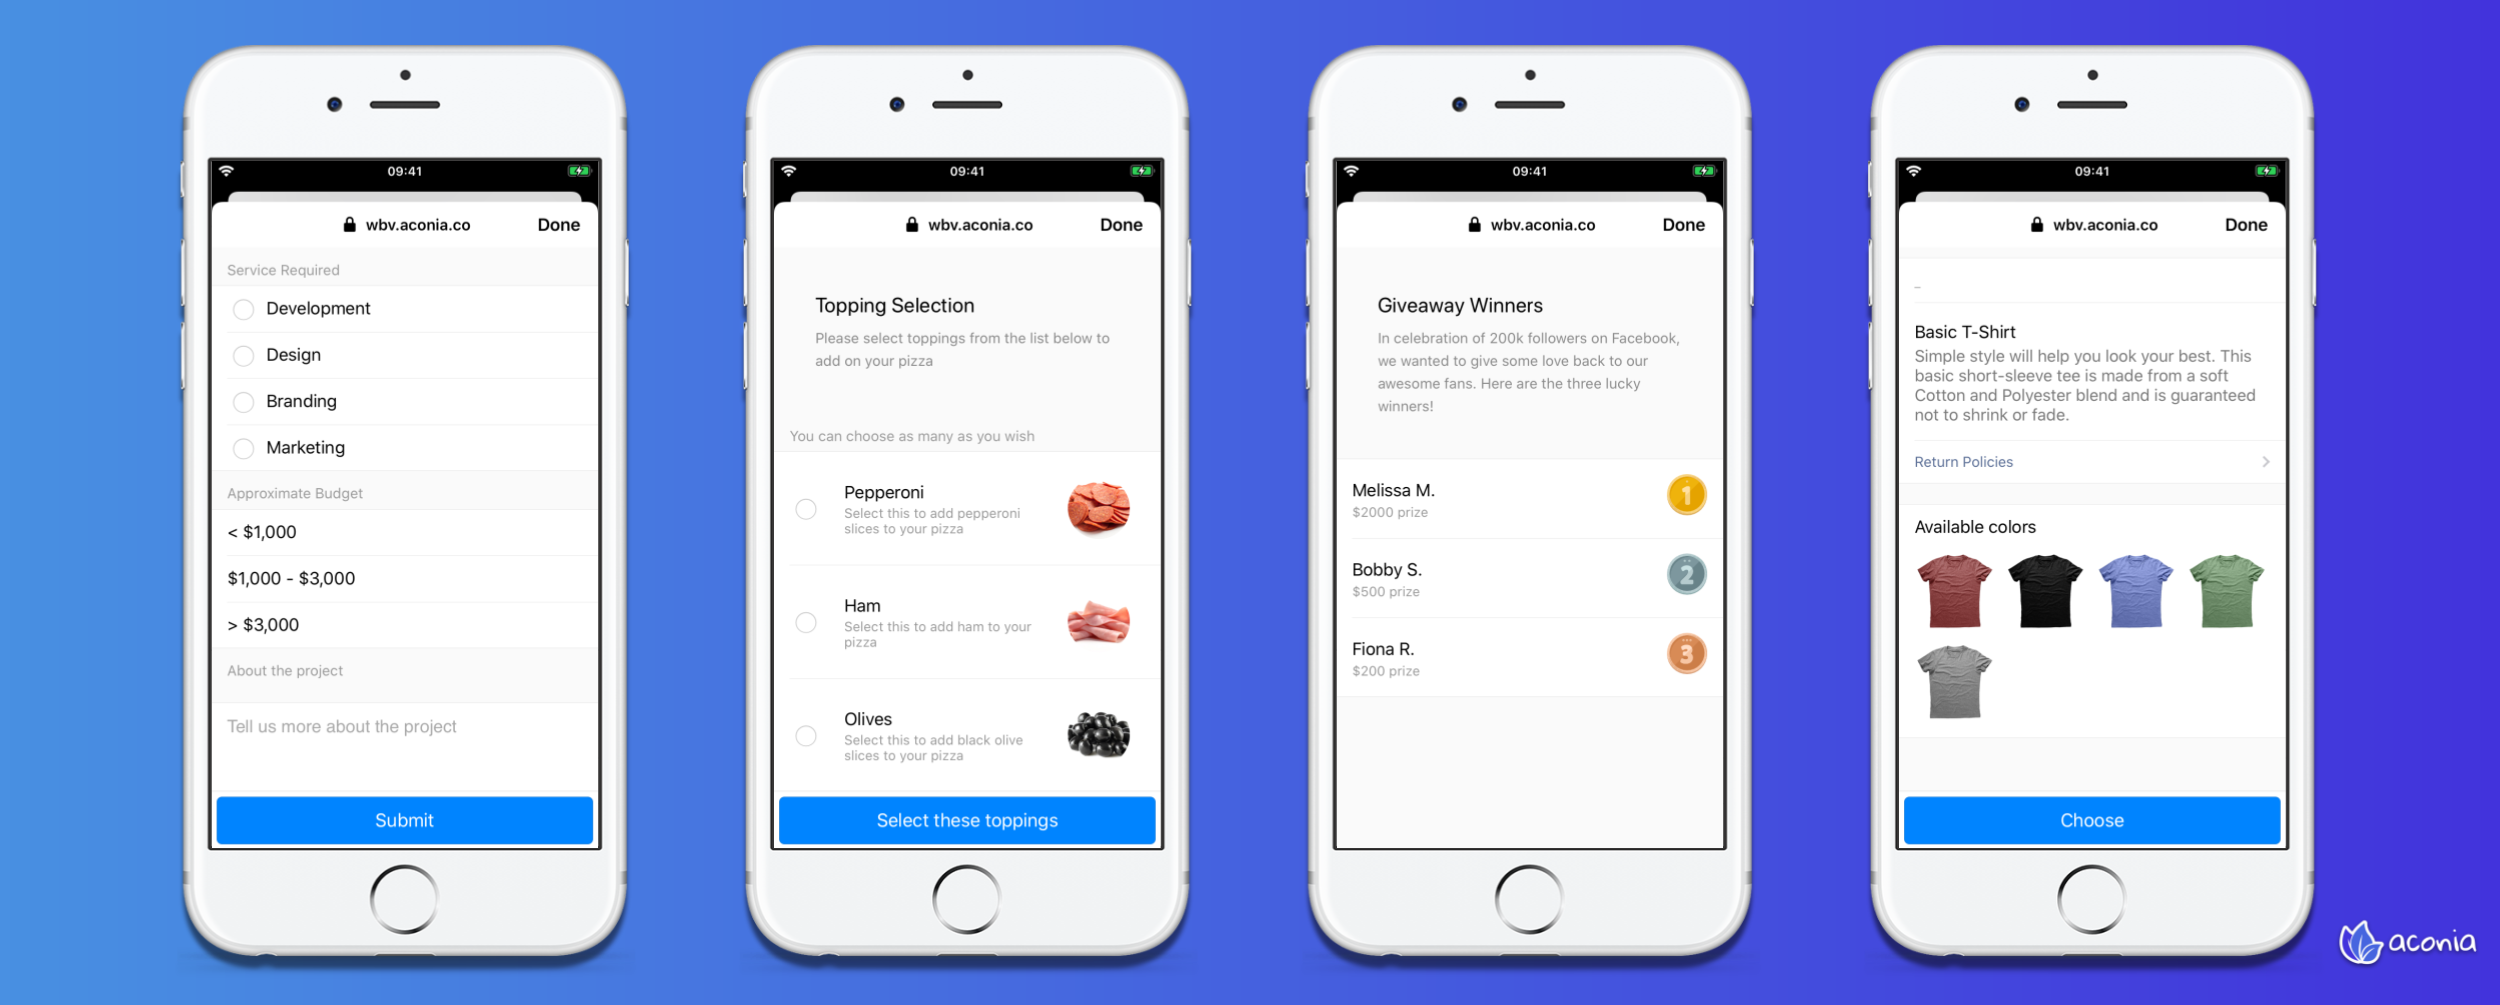 09:41
wbv.aconia.co
Done
Service Required
Development
Design
Branding
Marketing
Approximate Budget
< $1,000
$1,000 - $3,000
> $3,000
About the project
Tell us more about the project
Submit
09:41
wbv.aconia.co
Done
Topping Selection
Please select toppings from the list below to
add on your pizza
You can choose as many as you wish
Pepperoni
Select this to add pepperoni
slices to your pizza
Ham
Select this to add ham to your
pizza
Olives
Select this to add black olive
slices to your pizza
Select these toppings
09:41
wbv.aconia.co
Done
Giveaway Winners
In celebration of 200k followers on Facebook,
we wanted to give some love back to our
awesome fans. Here are the three lucky
winners!
Melissa M.
$2000 prize
1
Bobby S.
$500 prize
2
Fiona R.
$200 prize
3
09:41
wbv.aconia.co
Done
_
Basic T-Shirt
Simple style will help you look your best. This
basic short-sleeve tee is made from a soft
Cotton and Polyester blend and is guaranteed
not to shrink or fade.
Return Policies
Available colors
Choose
aconia